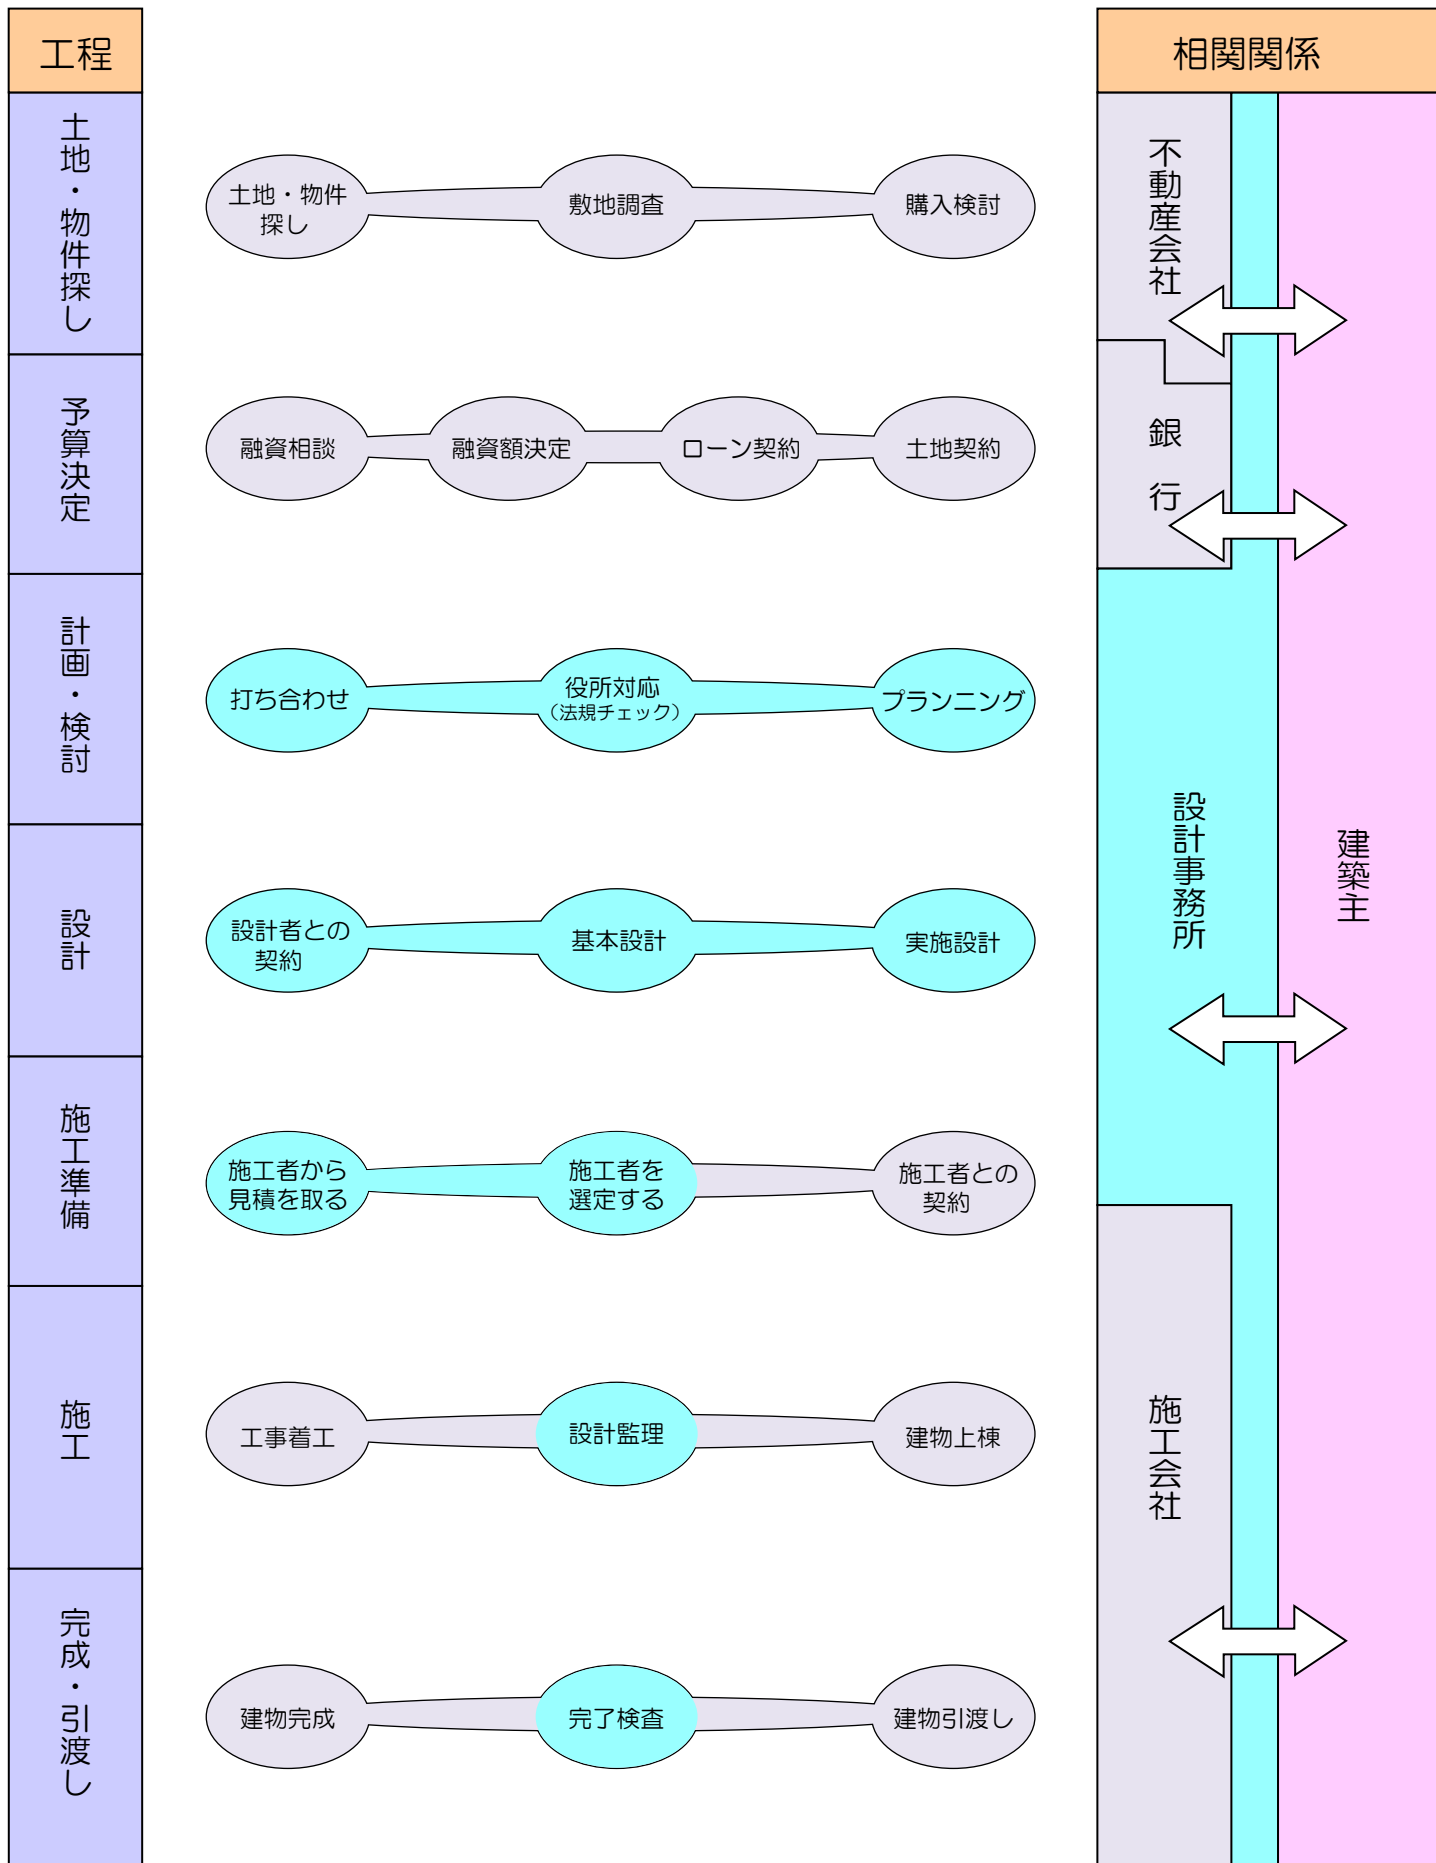 工程
相関関係
土地・物件探し
土地・物件
探し
敷地調査
購入検討
不動産会社
予算決定
融資相談
融資額決定
ローン契約
土地契約
銀行
計画・検討
打ち合わせ
役所対応
（法規チェック）
プランニング
設計事務所
建築主
設計
設計者との
契約
基本設計
実施設計
施工準備
施工者から
見積を取る
施工者を
選定する
施工者との
契約
施工
工事着工
設計監理
建物上棟
施工会社
完成・引渡し
建物完成
完了検査
建物引渡し